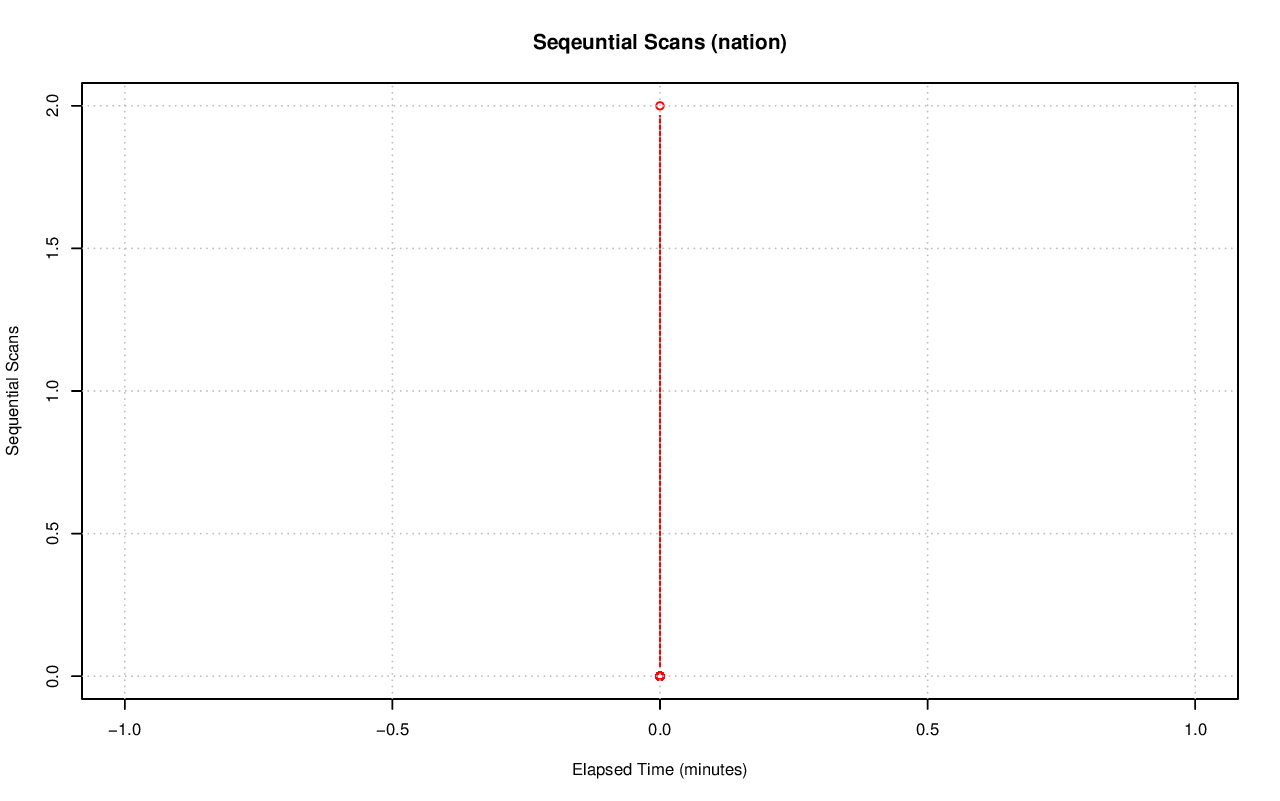 Seqeuntial Scans (nation)
Sequential Scans
2.0
1.5
1.0
0.5
0.0
−1.0 −0.5 0.0 0.5 1.0
Elapsed Time (minutes)